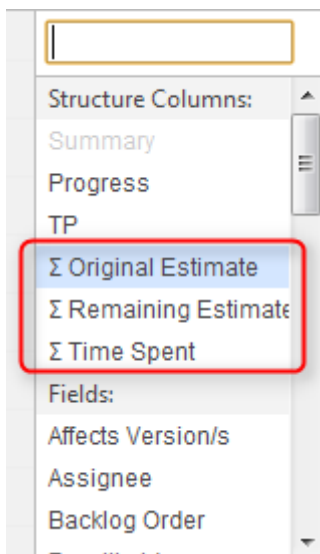 Structure Columns:
Summary
Progress
TP
Σ Original Estimate
Σ Remaining Estimate
Σ Time Spent
Fields:
Affects Version/s
Assignee
Backlog Order